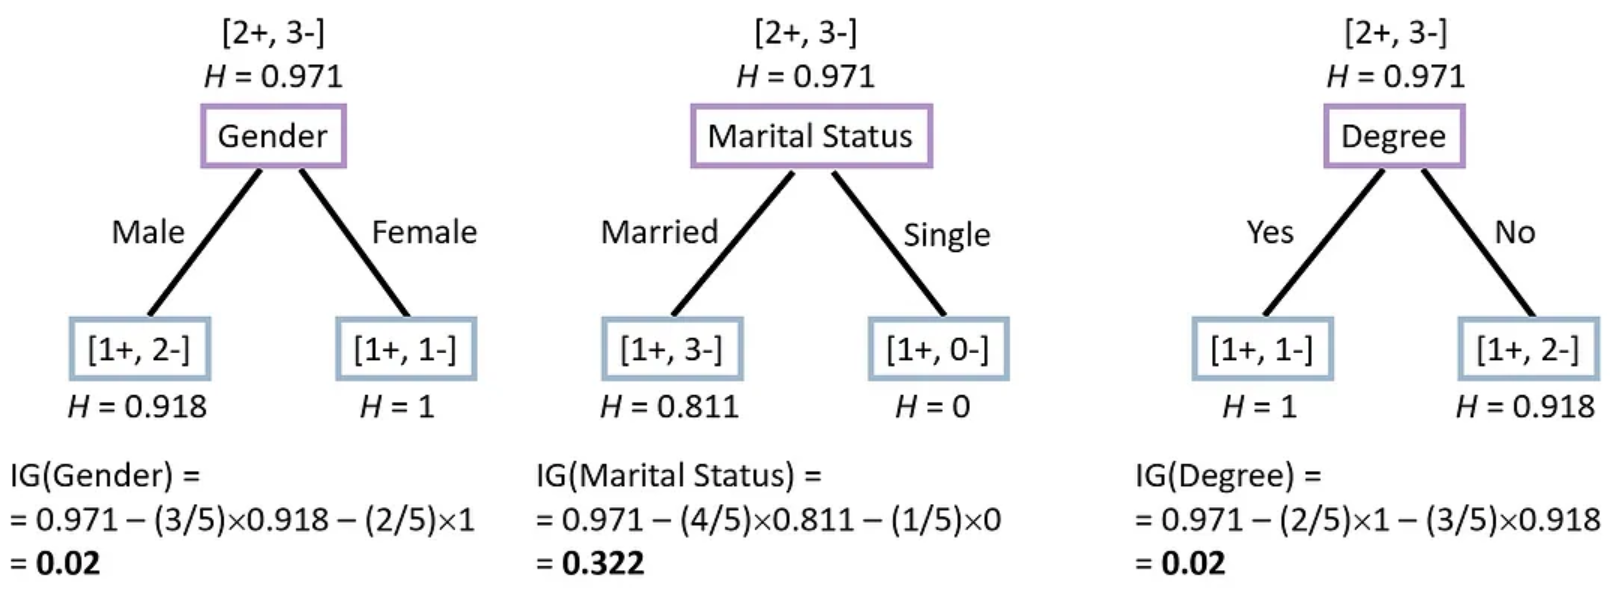 [2+, 3-]
H = 0.971
Gender
Male
Female
[1+, 2-]
[1+, 1-]
H = 0.918
H = 1
IG(Gender) =
= 0.971 – (3/5)×0.918 – (2/5)×1
= 0.02
[2+, 3-]
H = 0.971
Marital Status
Married
Single
[1+, 3-]
[1+, 0-]
H = 0.811
H = 0
IG(Marital Status) =
= 0.971 – (4/5)×0.811 – (1/5)×0
= 0.322
[2+, 3-]
H = 0.971
Degree
Yes
No
[1+, 1-]
[1+, 2-]
H = 1
H = 0.918
IG(Degree) =
= 0.971 – (2/5)×1 – (3/5)×0.918
= 0.02